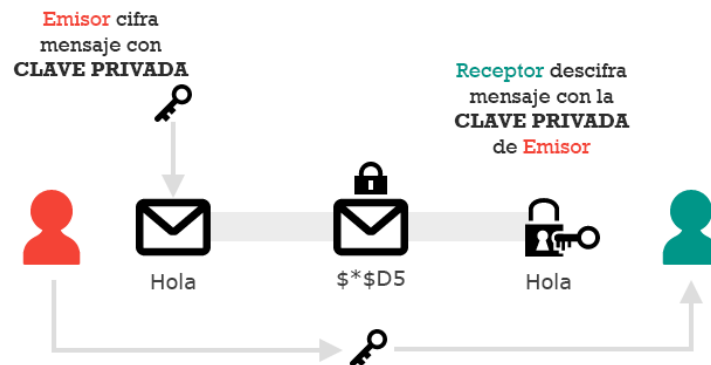 Emisor cifra
mensaje con
CLAVE PRIVADA
Receptor descifra
mensaje con la
CLAVE PRIVADA
de Emisor
Hola
$*$D5
Hola